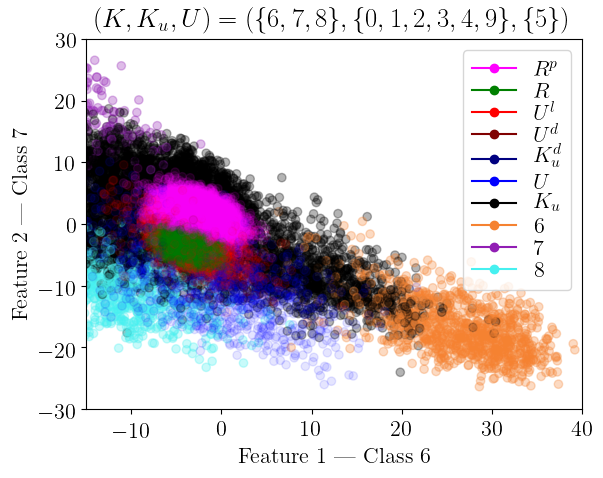 (K, K_u, U) = ({6, 7, 8}, {0, 1, 2, 3, 4, 9}, {5})
30
20
10
0
−10
−20
−30
Feature 2 — Class 7
−10
0
10
20
30
40
Feature 1 — Class 6
R^p
R
U^l
U^d
K_u^d
U
K_u
6
7
8